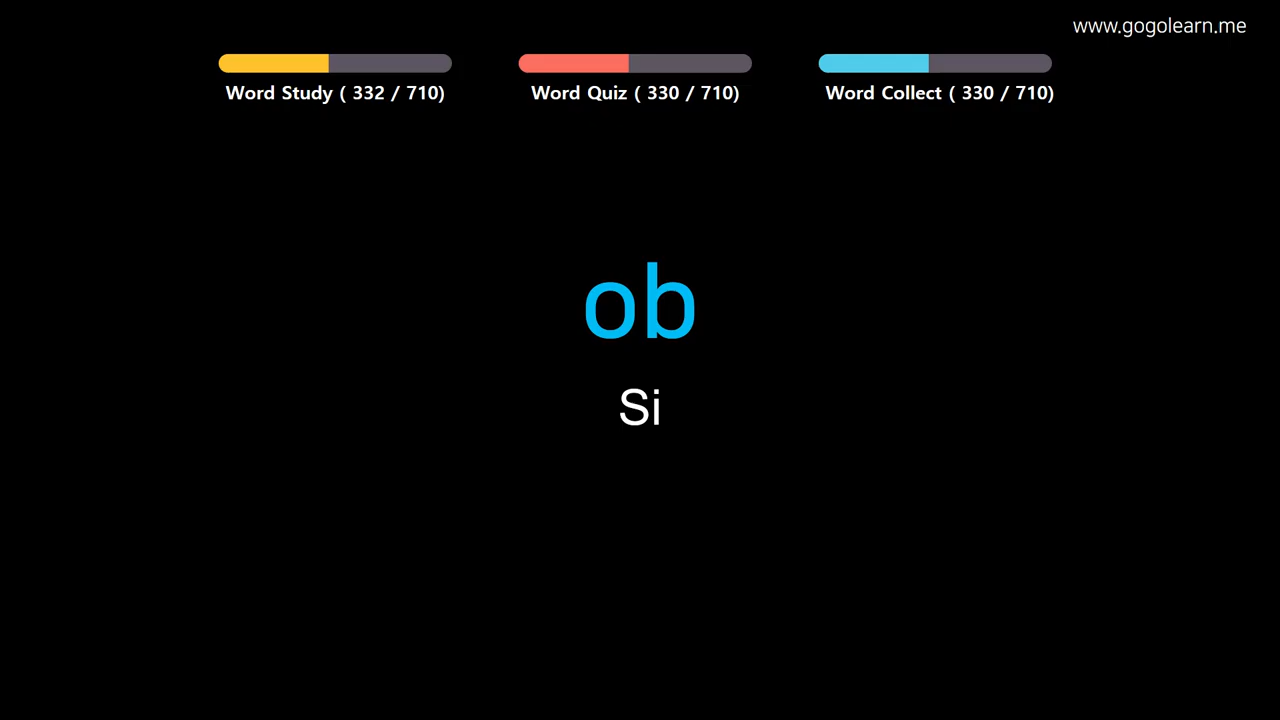 www.gogolearn.me
Word Study ( 332 / 710)
Word Quiz ( 330 / 710)
Word Collect ( 330 / 710)
ob
Si